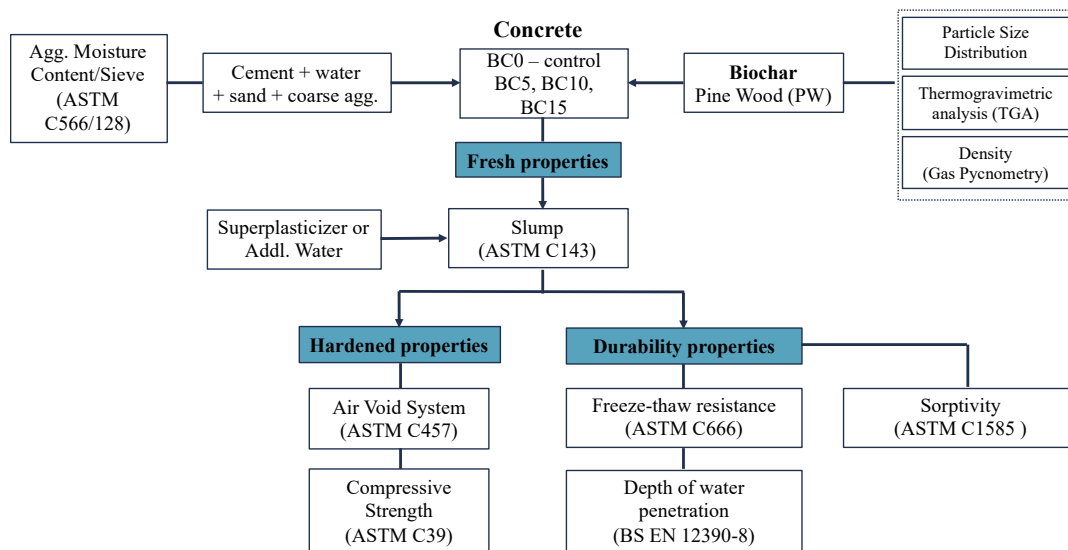 Concrete
Agg. Moisture
Content/Sieve
(ASTM
C566/128)
Cement + water
+ sand + coarse agg.
BC0 – control
BC5, BC10,
BC15
Biochar
Pine Wood (PW)
Particle Size
Distribution
Thermogravimetric
analysis (TGA)
Density
(Gas Pycnometry)
Fresh properties
Superplasticizer or
Addl. Water
Slump
(ASTM C143)
Hardened properties
Durability properties
Air Void System
(ASTM C457)
Freeze-thaw resistance
(ASTM C666)
Sorptivity
(ASTM C1585 )
Compressive
Strength
(ASTM C39)
Depth of water
penetration
(BS EN 12390-8)